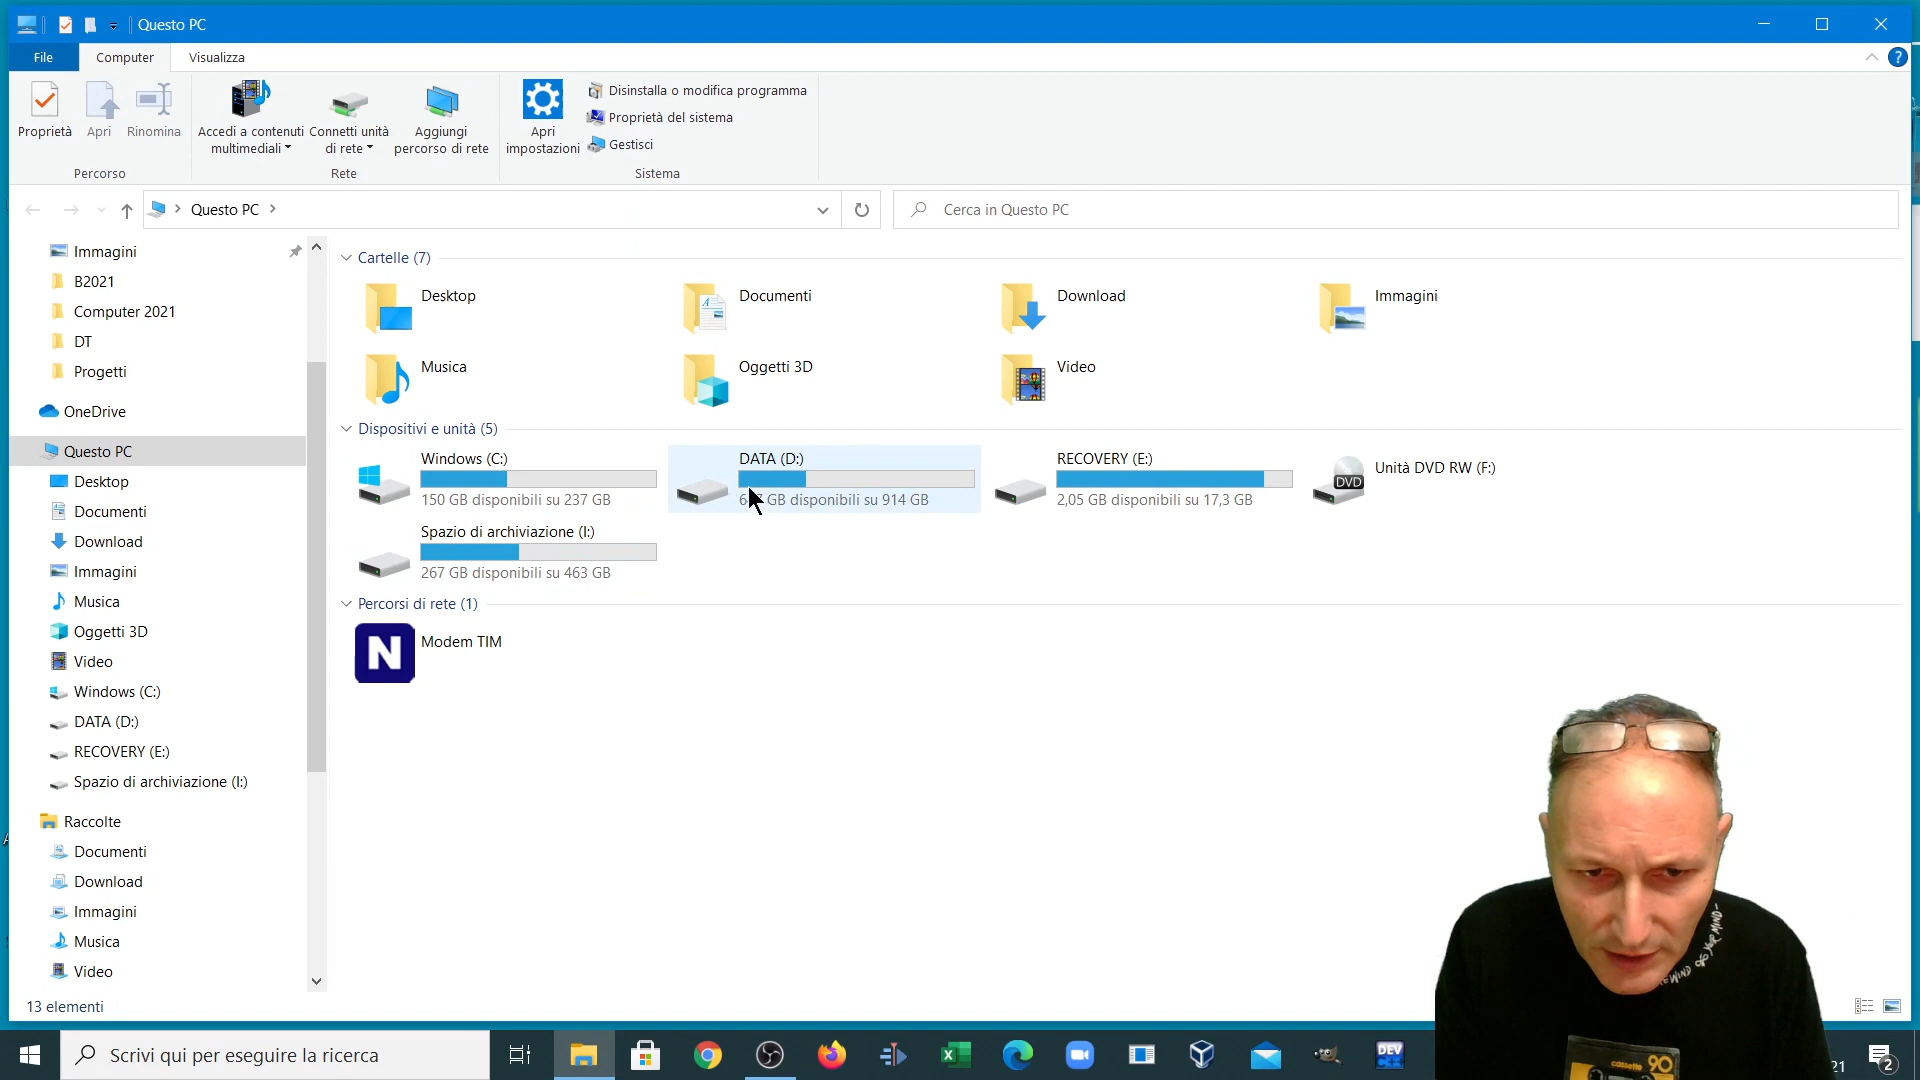 Questo PC
File
Computer
Visualizza
?
Proprietà
Apri
Rinomina
Accedi a contenuti
multimediali
Connetti unità
di rete
Aggiungi
percorso di rete
Apri
impostazioni
Disinstalla o modifica programma
Proprietà del sistema
Gestisci
Percorso
Rete
Sistema
Questo PC
Cerca in Questo PC
Immagini
B2021
Computer 2021
DT
Progetti
OneDrive
Questo PC
Desktop
Documenti
Download
Immagini
Musica
Oggetti 3D
Video
Windows (C:)
DATA (D:)
RECOVERY (E:)
Spazio di archiviazione (I:)
Raccolte
Documenti
Download
Immagini
Musica
Video
Cartelle (7)
Desktop
Documenti
Download
Immagini
Musica
Oggetti 3D
Video
Dispositivi e unità (5)
Windows (C:)
150 GB disponibili su 237 GB
DATA (D:)
GB disponibili su 914 GB
RECOVERY (E:)
2,05 GB disponibili su 17,3 GB
DVD
Unità DVD RW (F:)
Spazio di archiviazione (I:)
267 GB disponibili su 463 GB
Percorsi di rete (1)
N
Modem TIM
13 elementi
Scrivi qui per eseguire la ricerca
DEV
21
2
cassette 90